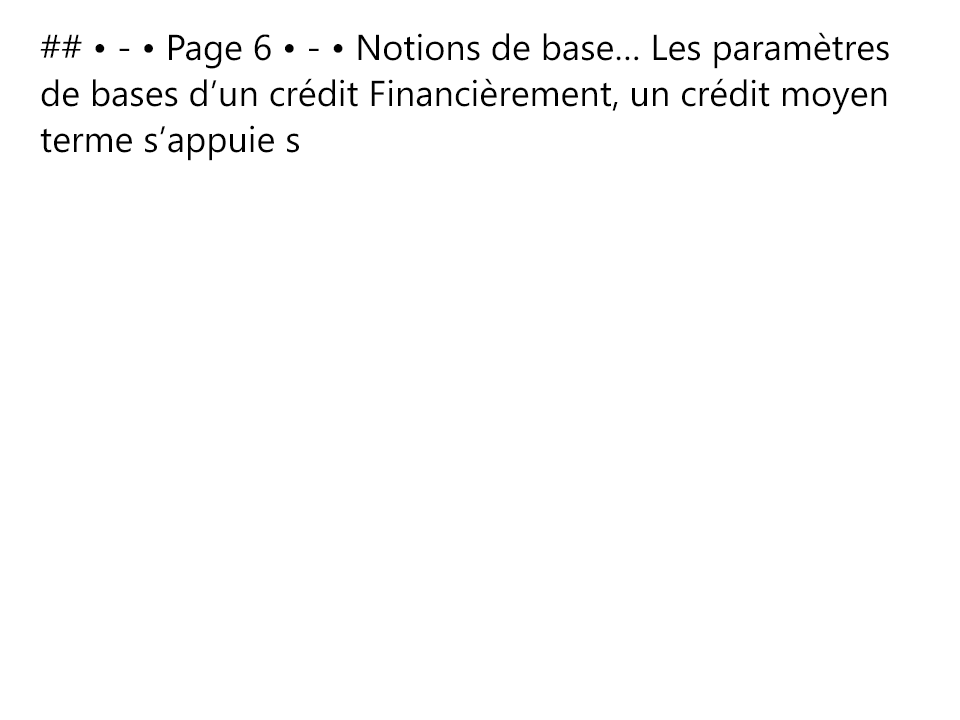 ## • - • Page 6 • - • Notions de base… Les paramètres
de bases d’un crédit Financièrement, un crédit moyen
terme s’appuie s